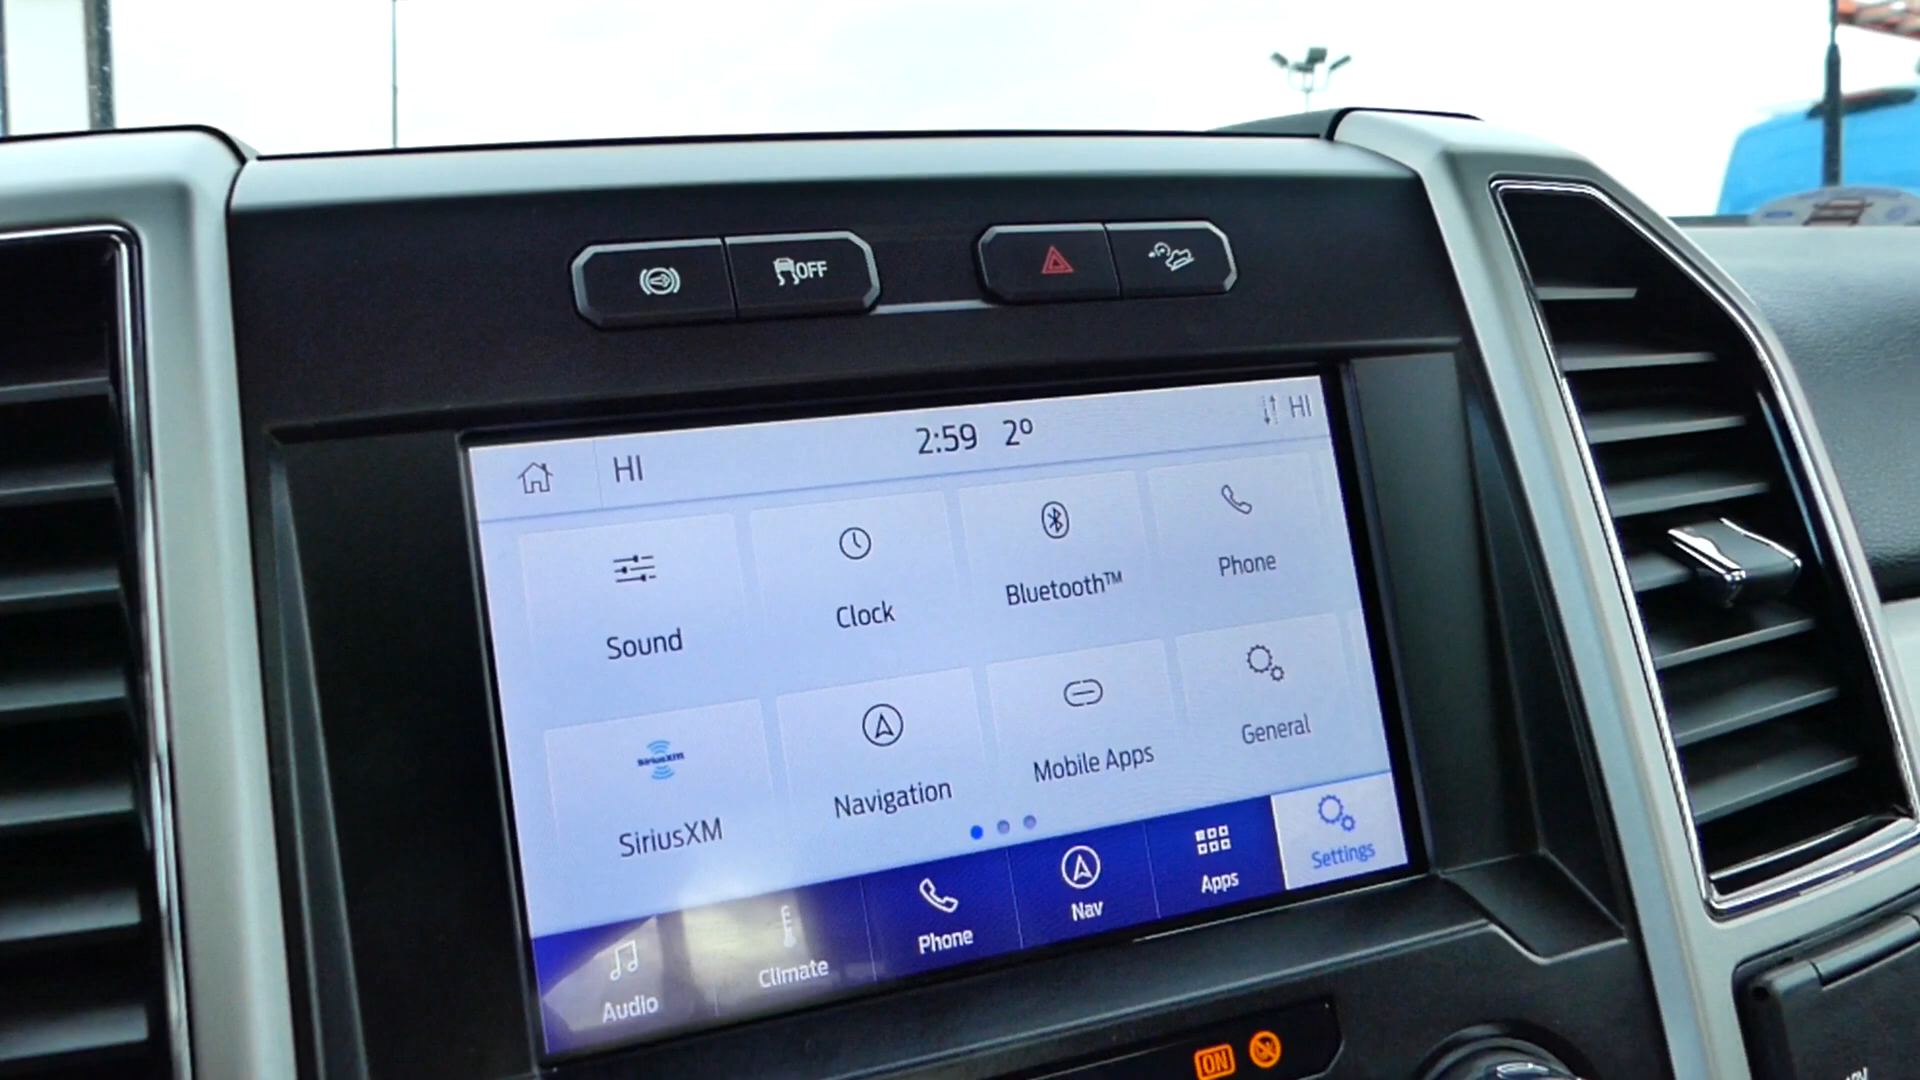 OFF
HI 2:59 2° HI
Sound Clock Bluetooth™ Phone
SiriusXM Navigation Mobile Apps General
Audio Climate Phone Nav Apps Settings
ON